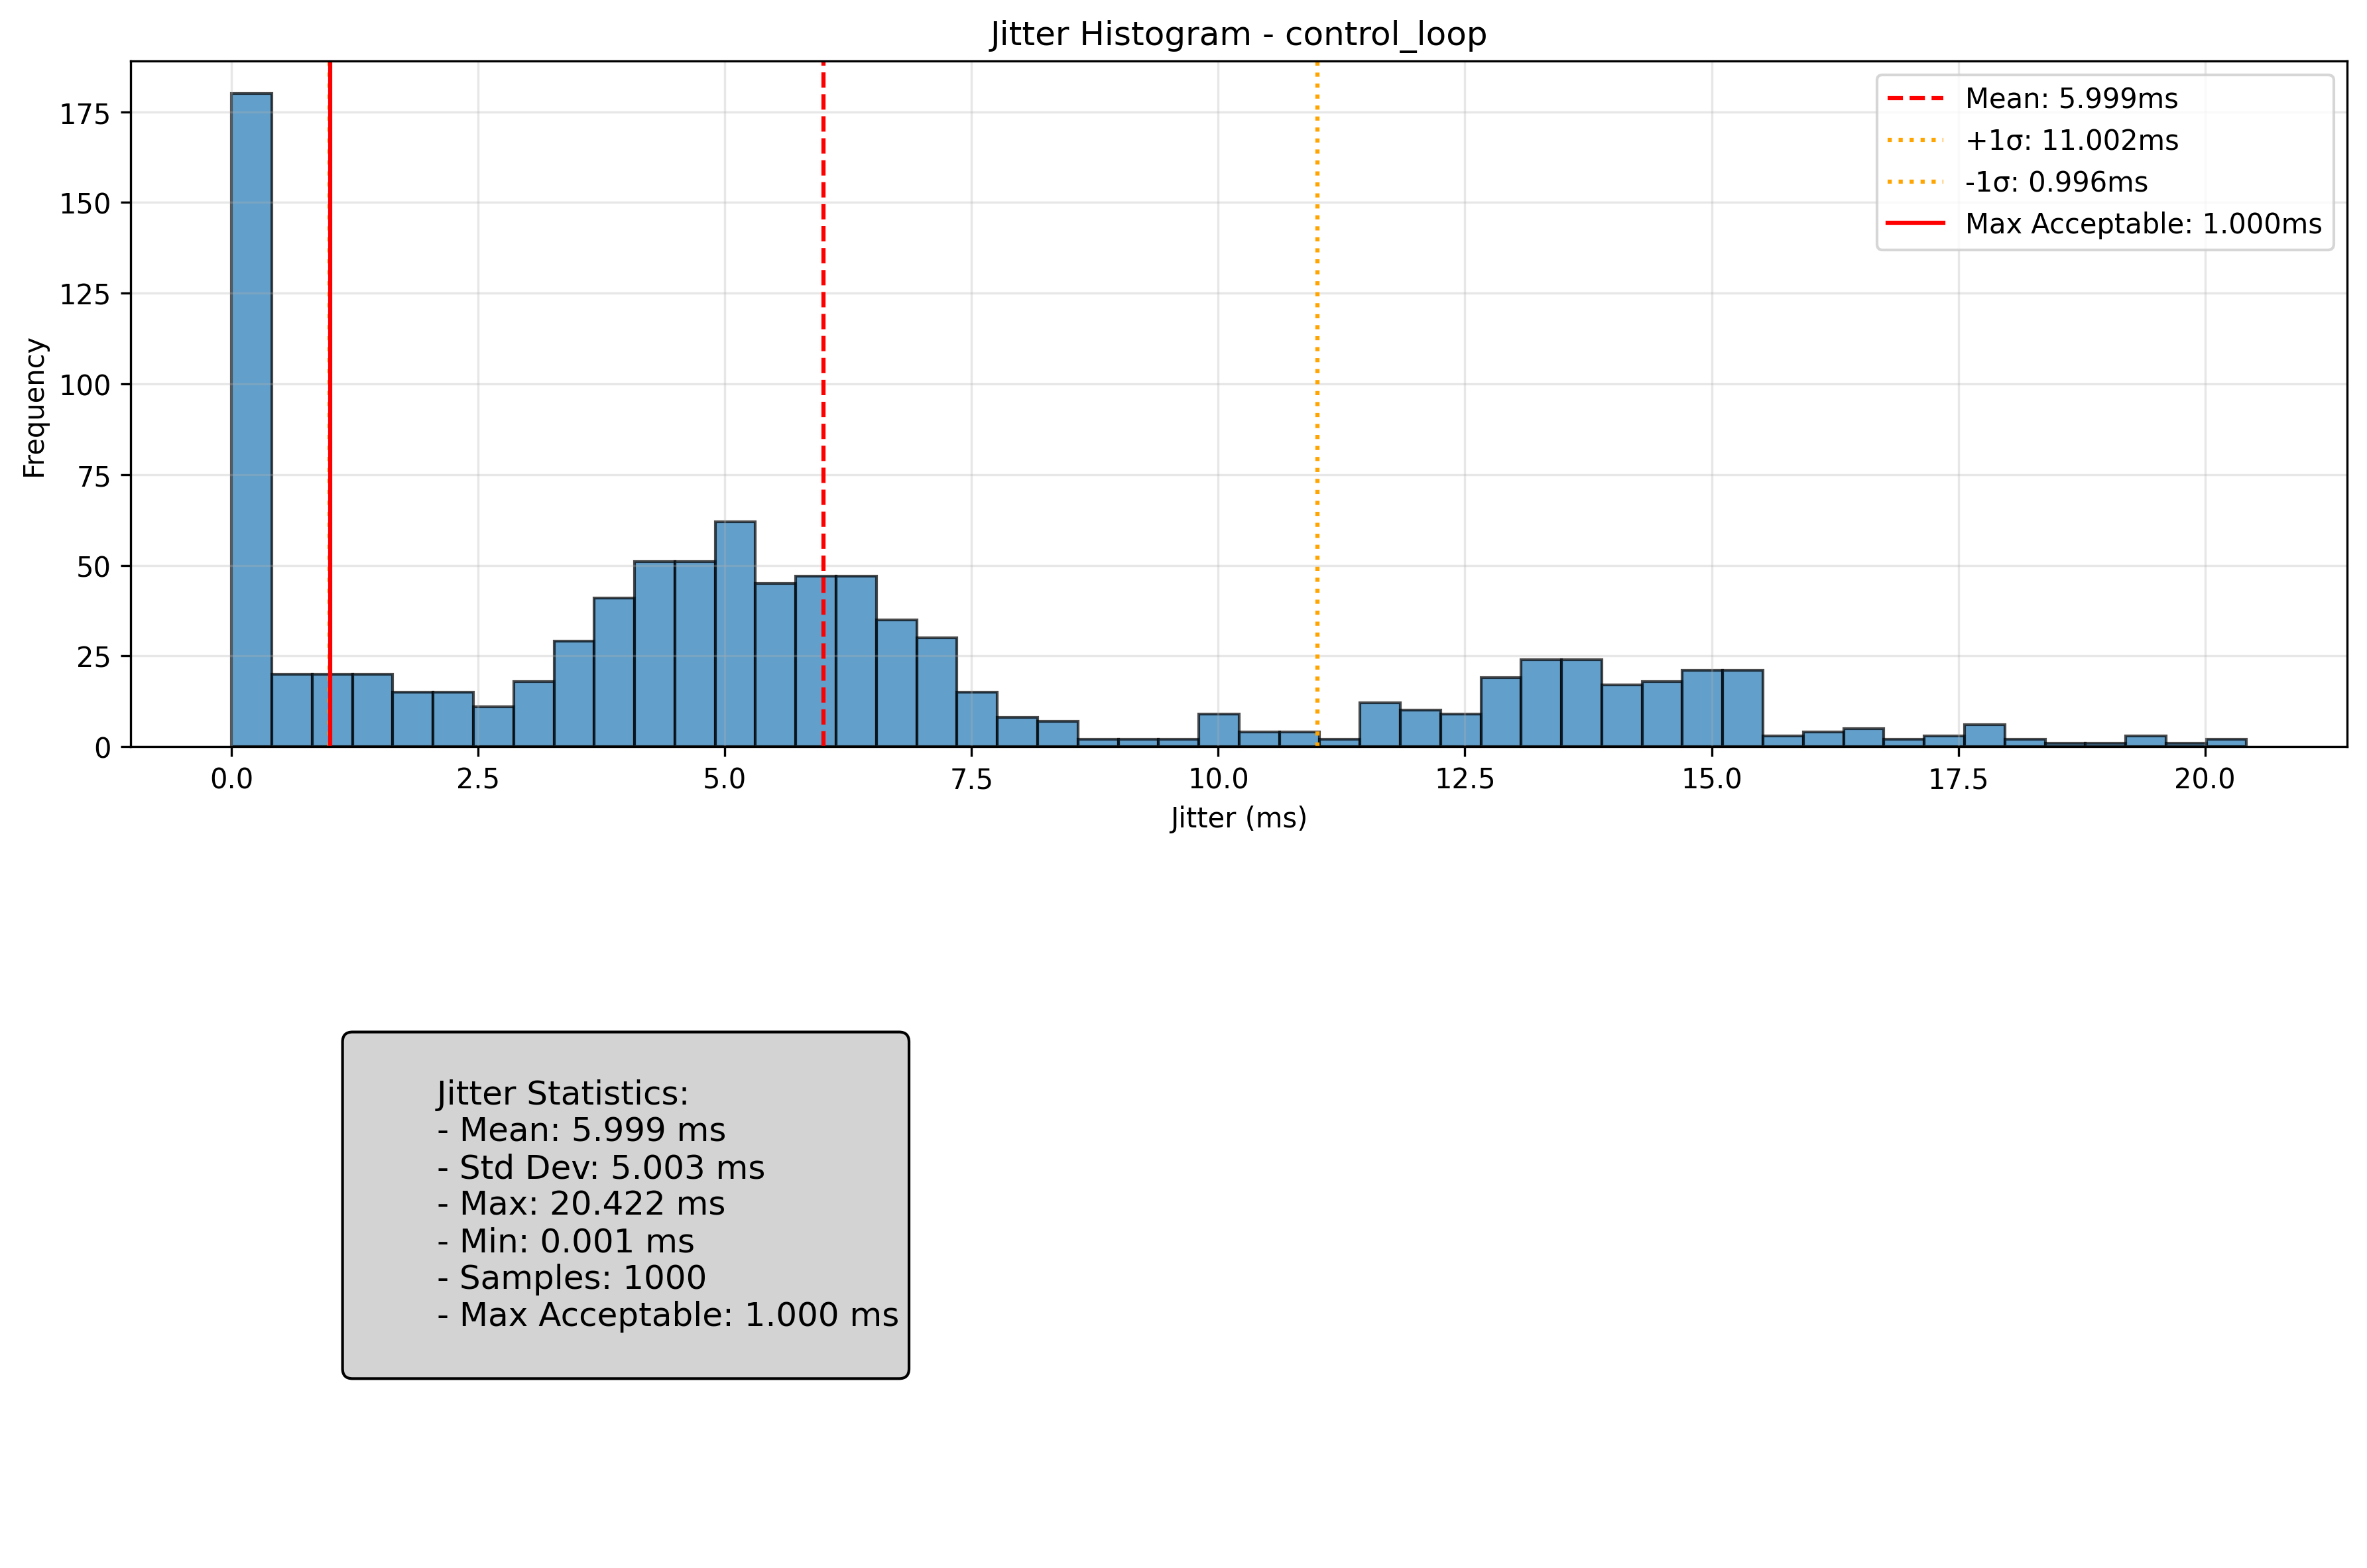 Jitter Histogram - control_loop
Mean: 5.999ms
+1σ: 11.002ms
-1σ: 0.996ms
Max Acceptable: 1.000ms
Frequency
175
150
125
100
75
50
25
0
0.0 2.5 5.0 7.5 10.0 12.5 15.0 17.5 20.0
Jitter (ms)
Jitter Statistics:
- Mean: 5.999 ms
- Std Dev: 5.003 ms
- Max: 20.422 ms
- Min: 0.001 ms
- Samples: 1000
- Max Acceptable: 1.000 ms